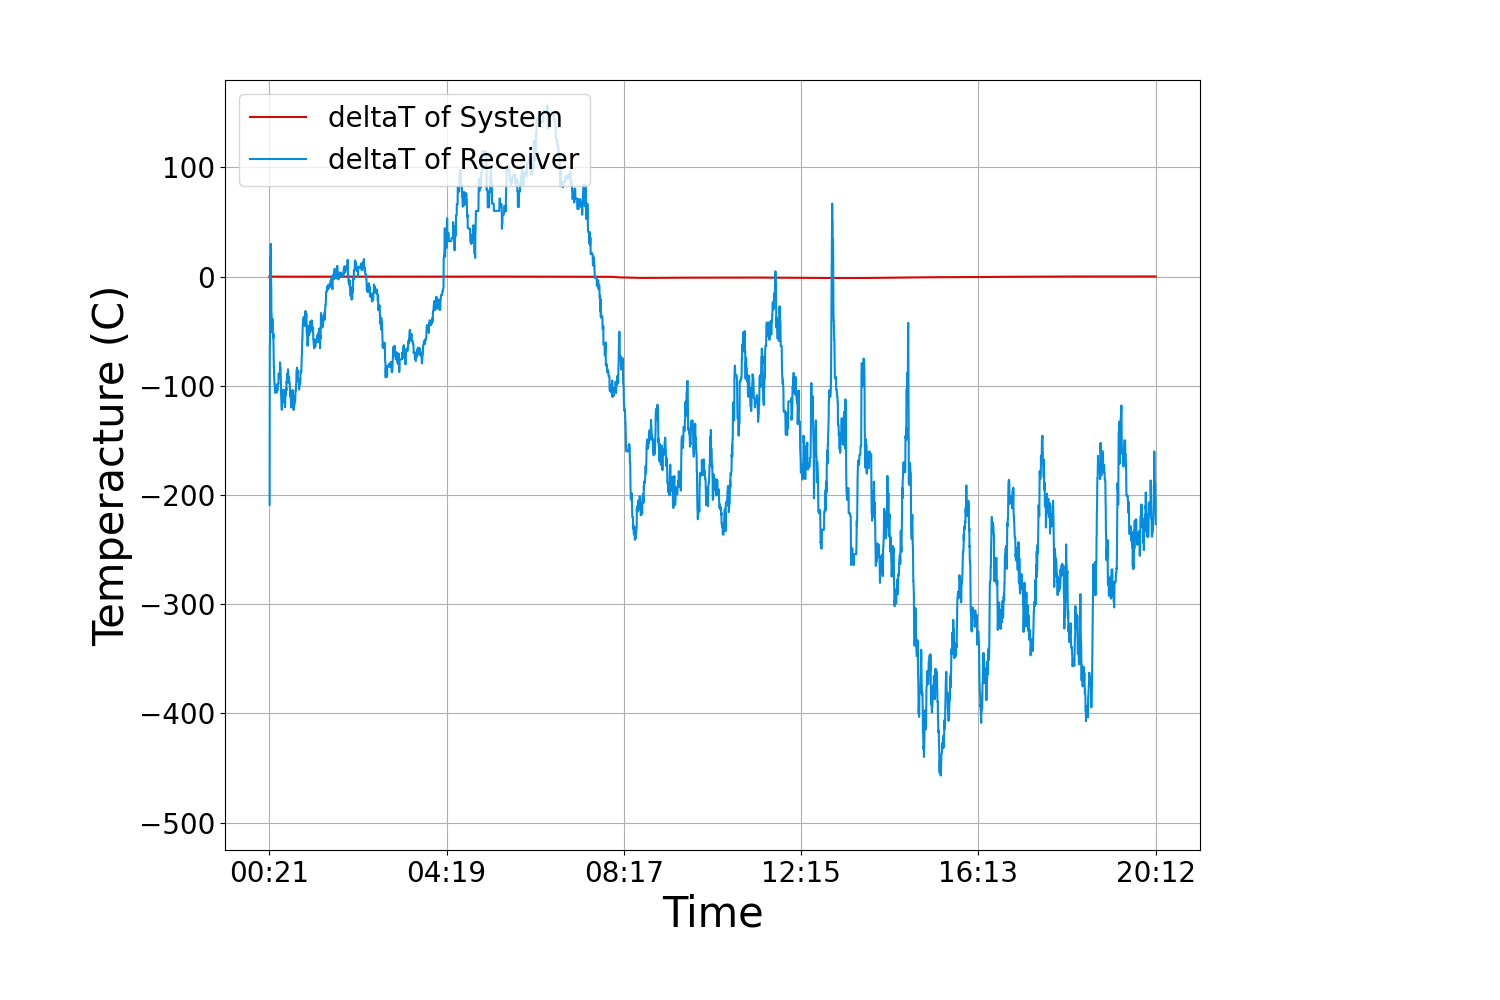 deltaT of System
deltaT of Receiver
100
0
−100
−200
−300
−400
−500
Temperacture (C)
00:21 04:19 08:17 12:15 16:13 20:12
Time